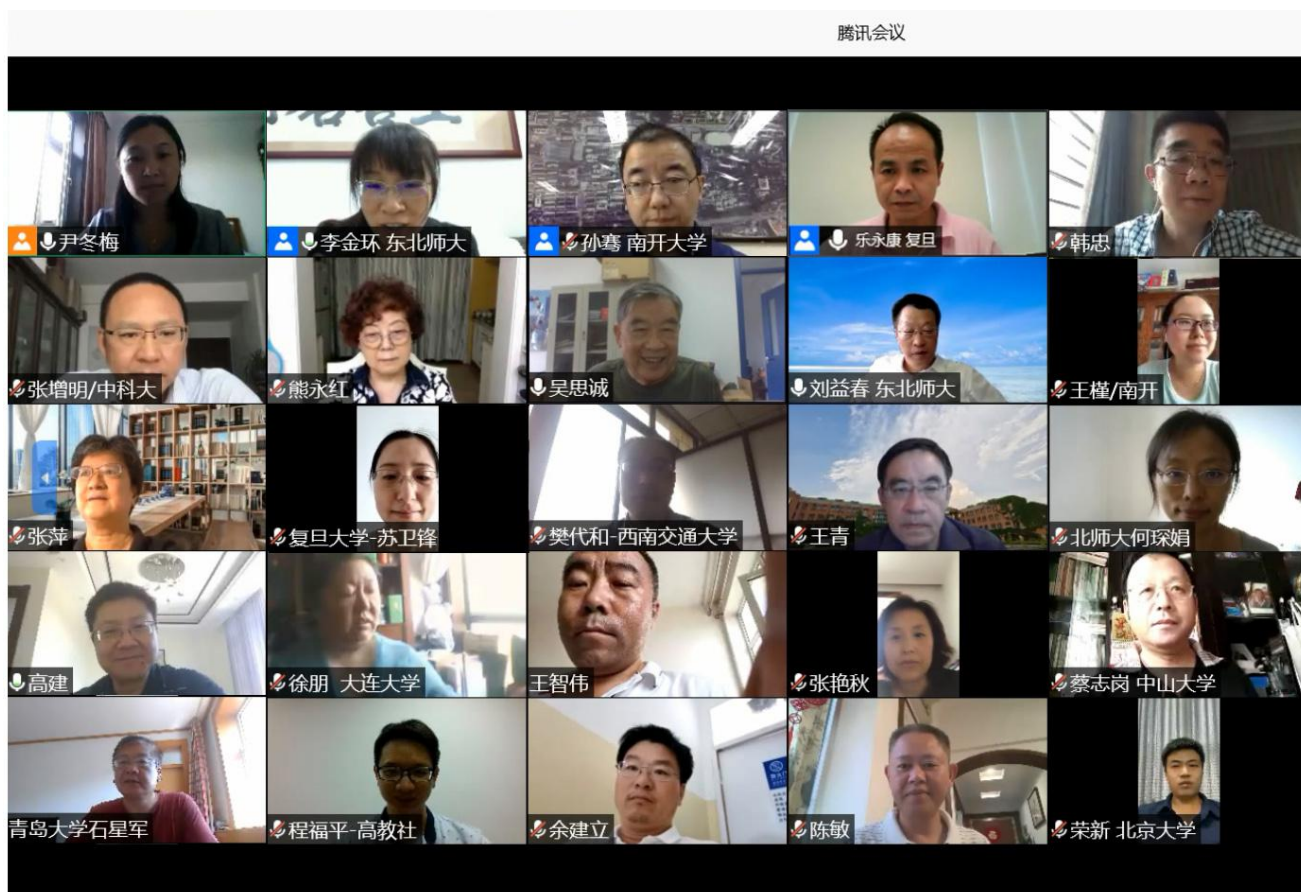 腾讯会议
尹冬梅
李金环 东北师大
孙骞 南开大学
乐永康 复旦
韩忠
张增明/中科大
熊永红
吴思诚
刘益春 东北师大
王槿/南开
张萍
复旦大学-苏卫锋
樊代和-西南交通大学
王青
北师大何琛娟
高建
徐朋 大连大学
王智伟
张艳秋
蔡志岗 中山大学
青岛大学石星军
程福平-高教社
余建立
陈敏
荣新 北京大学